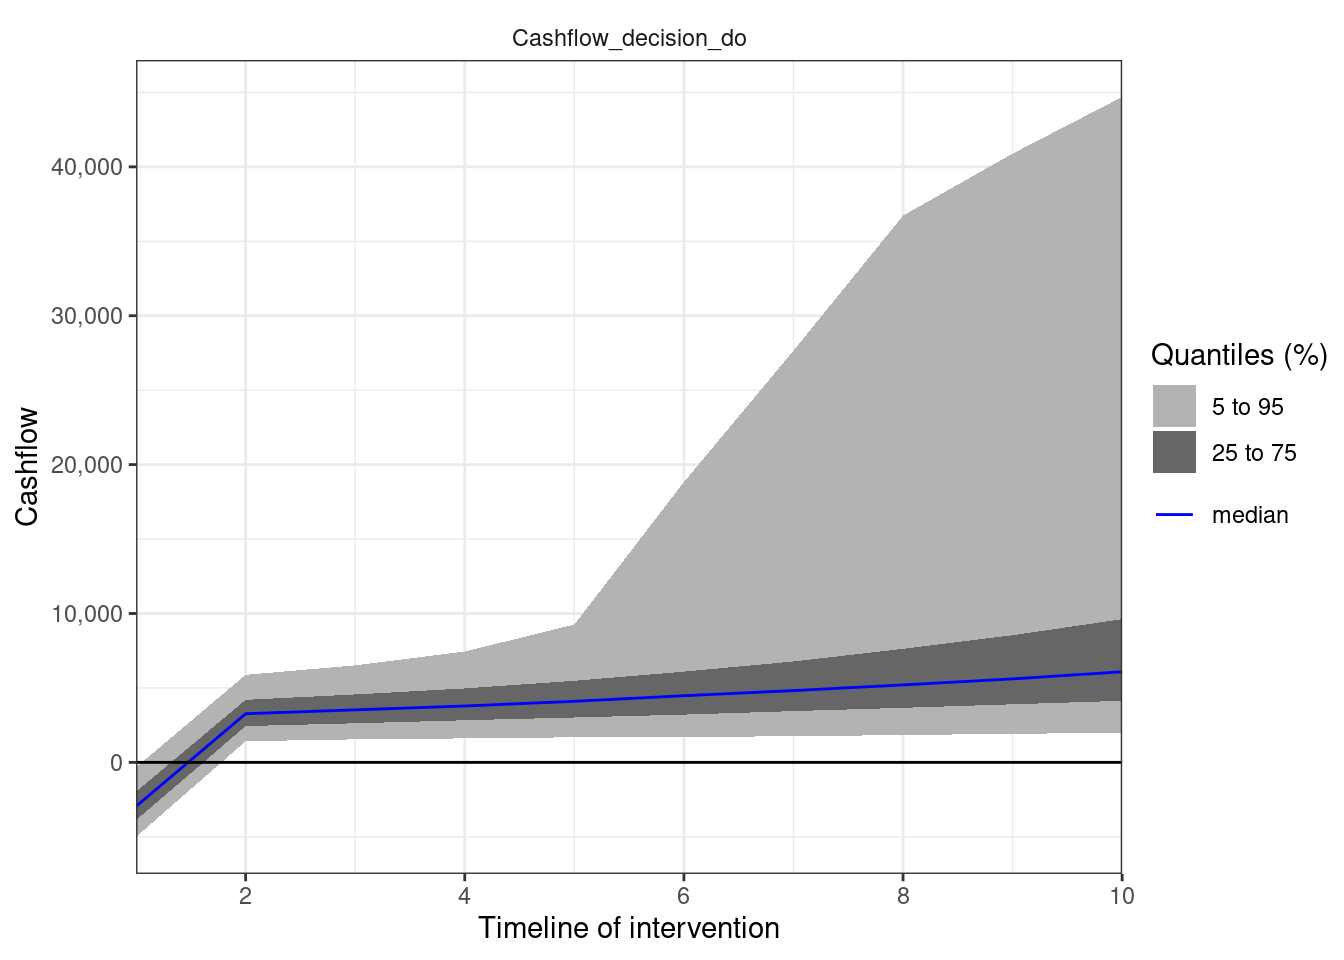 Cashflow_decision_do
Cashflow
40,000
30,000
20,000
10,000
0
2 4 6 8 10
Timeline of intervention
Quantiles (%)
5 to 95
25 to 75
median